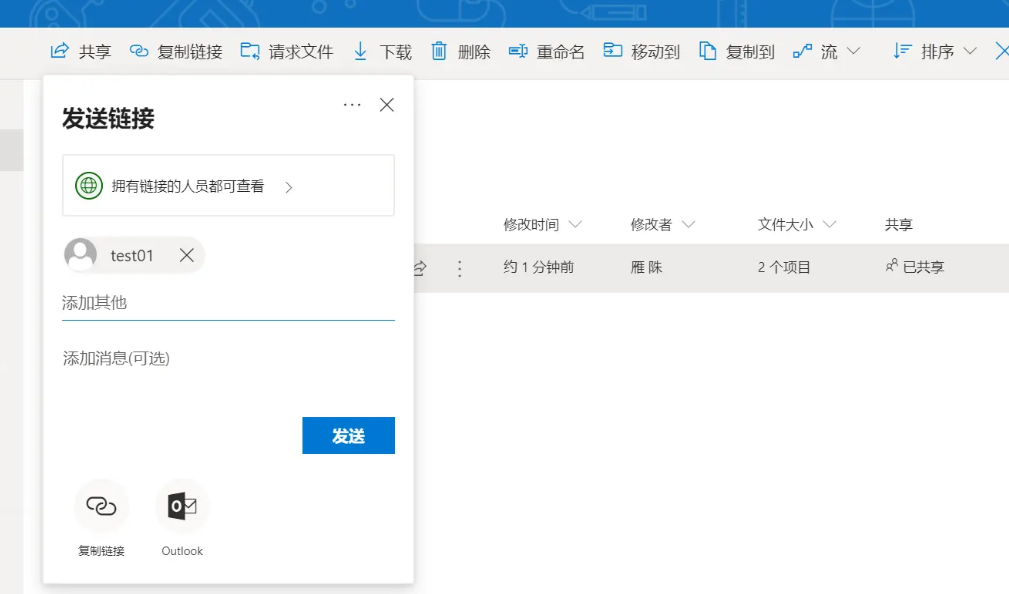 共享 复制链接 请求文件 下载 删除 重命名 移动到 复制到 流 排序
发送链接
拥有链接的人员都可查看
test01
添加其他
添加消息(可选)
发送
复制链接 Outlook
修改时间 修改者 文件大小 共享
约 1 分钟前 雁 陎 2 个项目 已共享